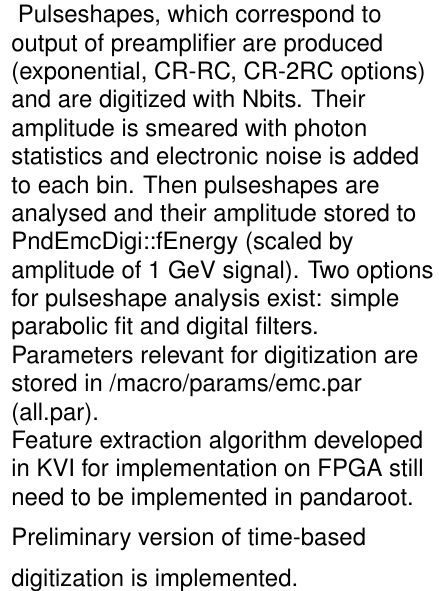 Pulseshapes, which correspond to
output of preamplifier are produced
(exponential, CR-RC, CR-2RC options)
and are digitized with Nbits. Their
amplitude is smeared with photon
statistics and electronic noise is added
to each bin. Then pulseshapes are
analysed and their amplitude stored to
PndEmcDigi::fEnergy (scaled by
amplitude of 1 GeV signal). Two options
for pulseshape analysis exist: simple
parabolic fit and digital filters.
Parameters relevant for digitization are
stored in /macro/params/emc.par
(all.par).
Feature extraction algorithm developed
in KVI for implementation on FPGA still
need to be implemented in pandaroot.
Preliminary version of time-based
digitization is implemented.